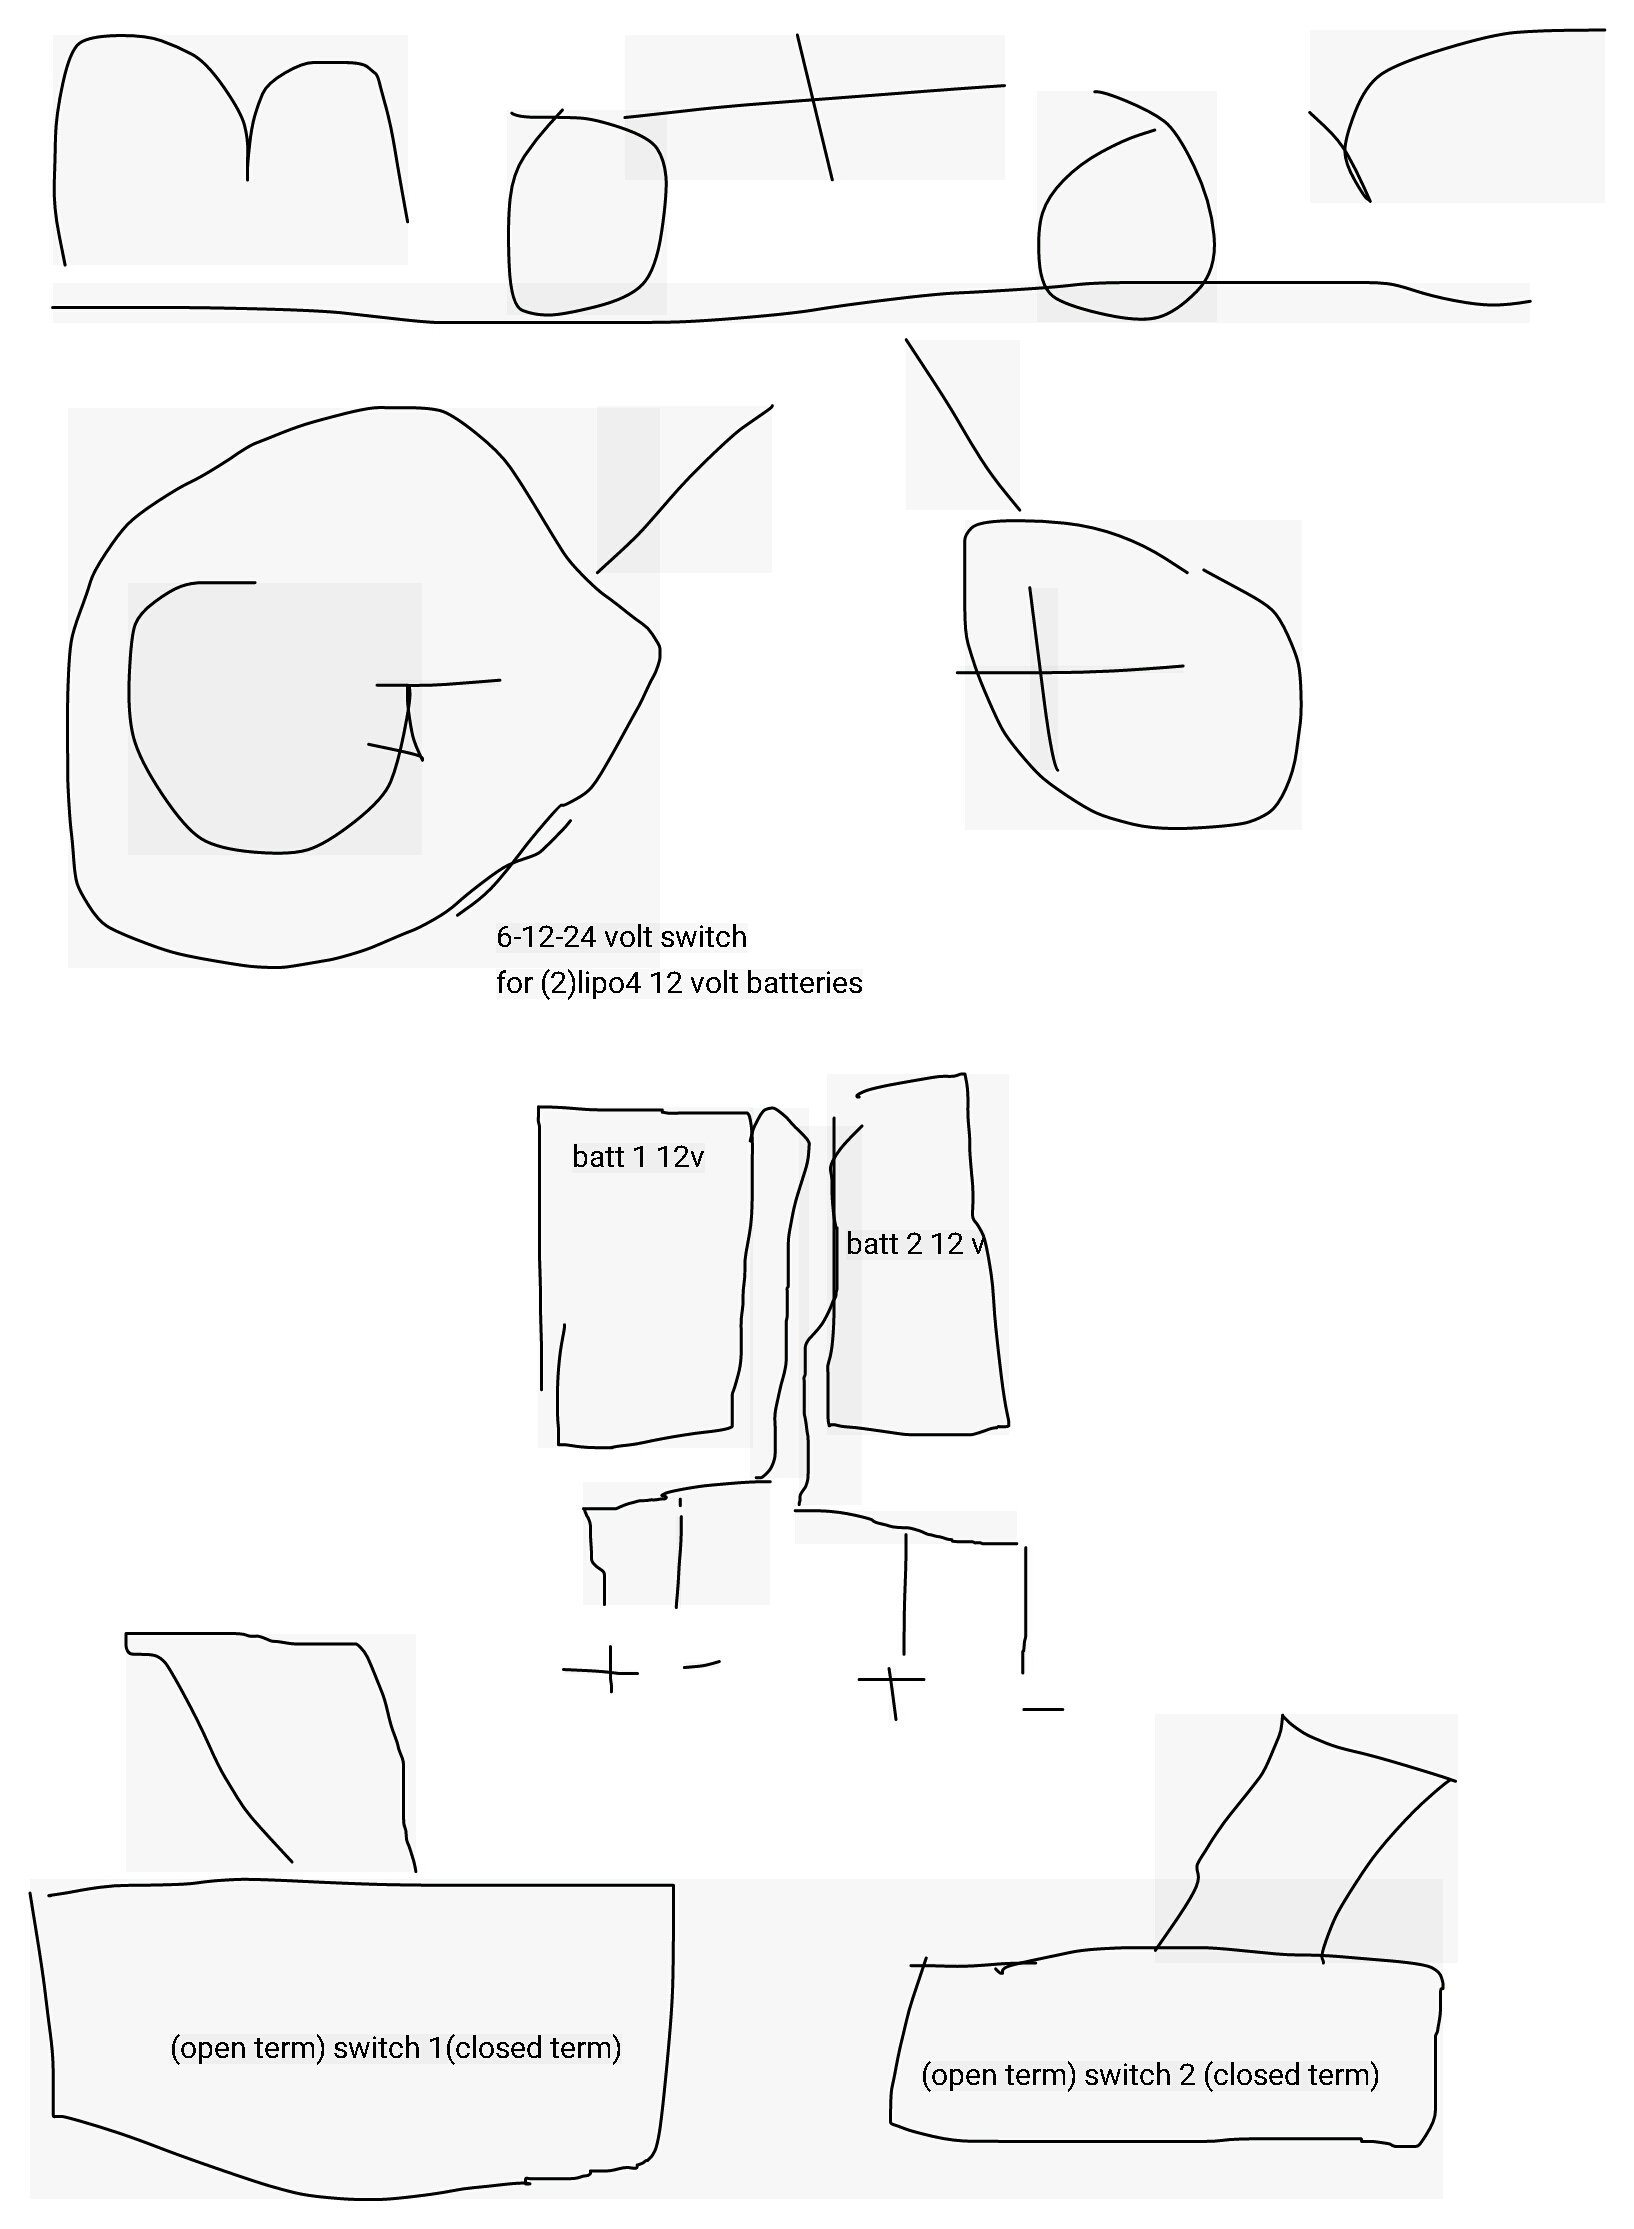 6-12-24 volt switch
for (2)lipo4 12 volt batteries
batt 1 12v
batt 2 12 v
+ - + -
(open term) switch 1(closed term)
(open term) switch 2 (closed term)